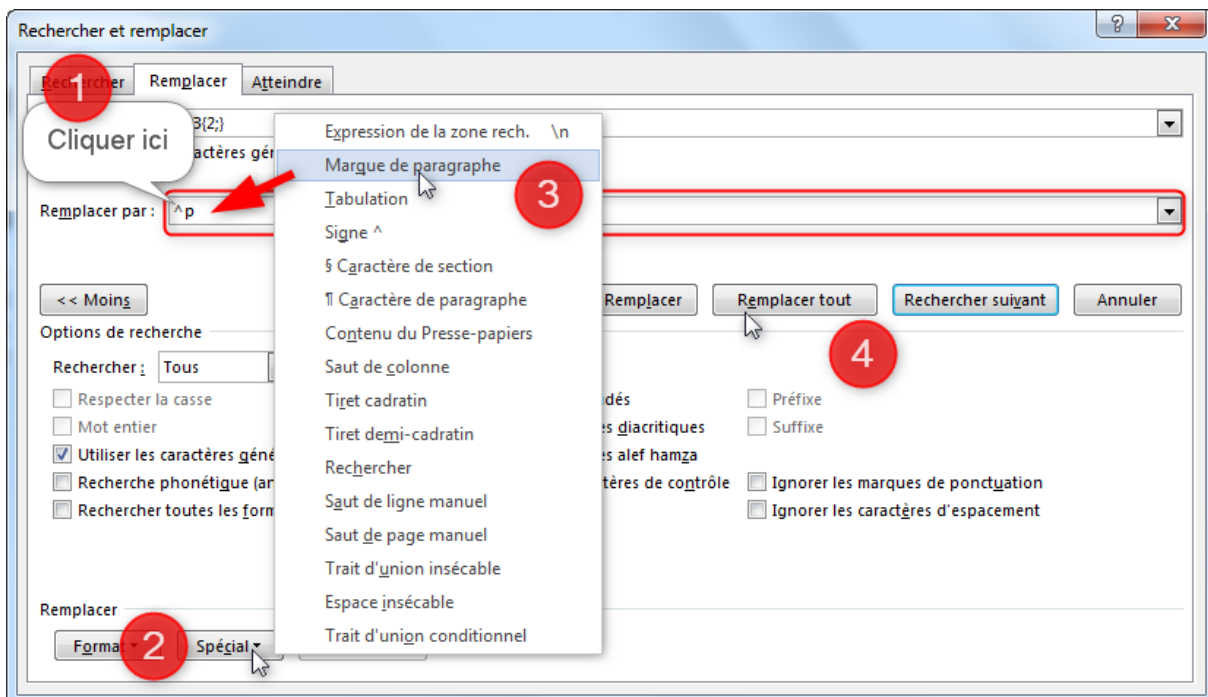 Rechercher et remplacer
Rechercher Remplacer Atteindre
1
Cliquer ici
3{2;}
actères gé
Remplacer par : ^p
Expression de la zone rech. \n
Marque de paragraphe
3
Tabulation
Signe ^
§ Caractère de section
¶ Caractère de paragraphe
Contenu du Presse-papiers
Saut de colonne
Tiret cadratin
Tiret demi-cadratin
Rechercher
Saut de ligne manuel
Saut de page manuel
Trait d'union insécable
Espace insécable
Trait d'union conditionnel
<< Moins Remplacer Remplacer tout Rechercher suivant Annuler
4
Options de recherche
Rechercher : Tous
Respecter la casse dés Préfixe
Mot entier es diacritiques Suffixe
Utiliser les caractères géné es alef hamza
Recherche phonétique (an tères de contrôle Ignorer les marques de ponctuation
Rechercher toutes les form Ignorer les caractères d'espacement
Remplacer
Format 2 Spécial